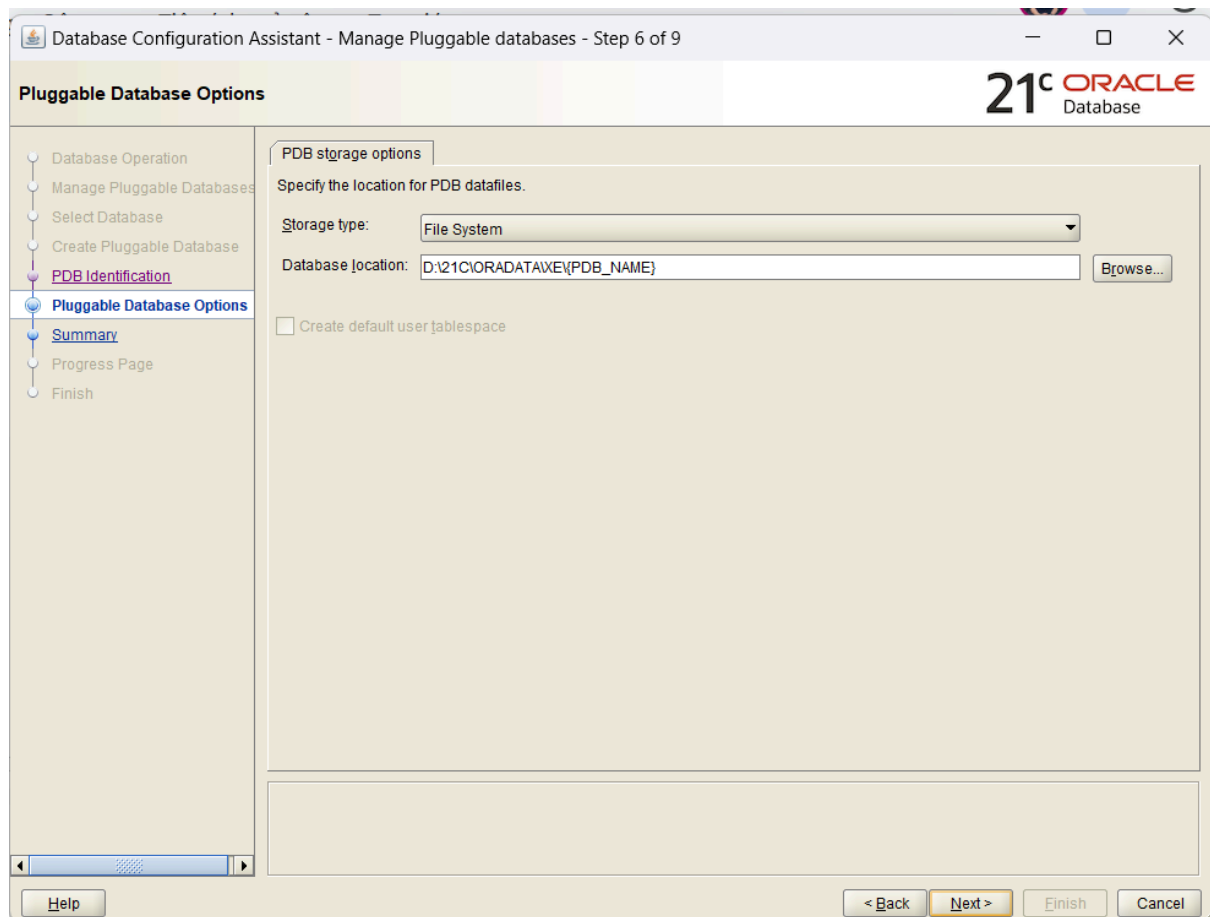 Database Configuration Assistant - Manage Pluggable databases - Step 6 of 9
Pluggable Database Options
21c ORACLE
Database
Database Operation
Manage Pluggable Databases
Select Database
Create Pluggable Database
PDB Identification
Pluggable Database Options
Summary
Progress Page
Finish
PDB storage options
Specify the location for PDB datafiles.
Storage type: File System
Database location: D:\21C\ORADATA\XE\{PDB_NAME} Browse...
Create default user tablespace
Help < Back Next > Finish Cancel